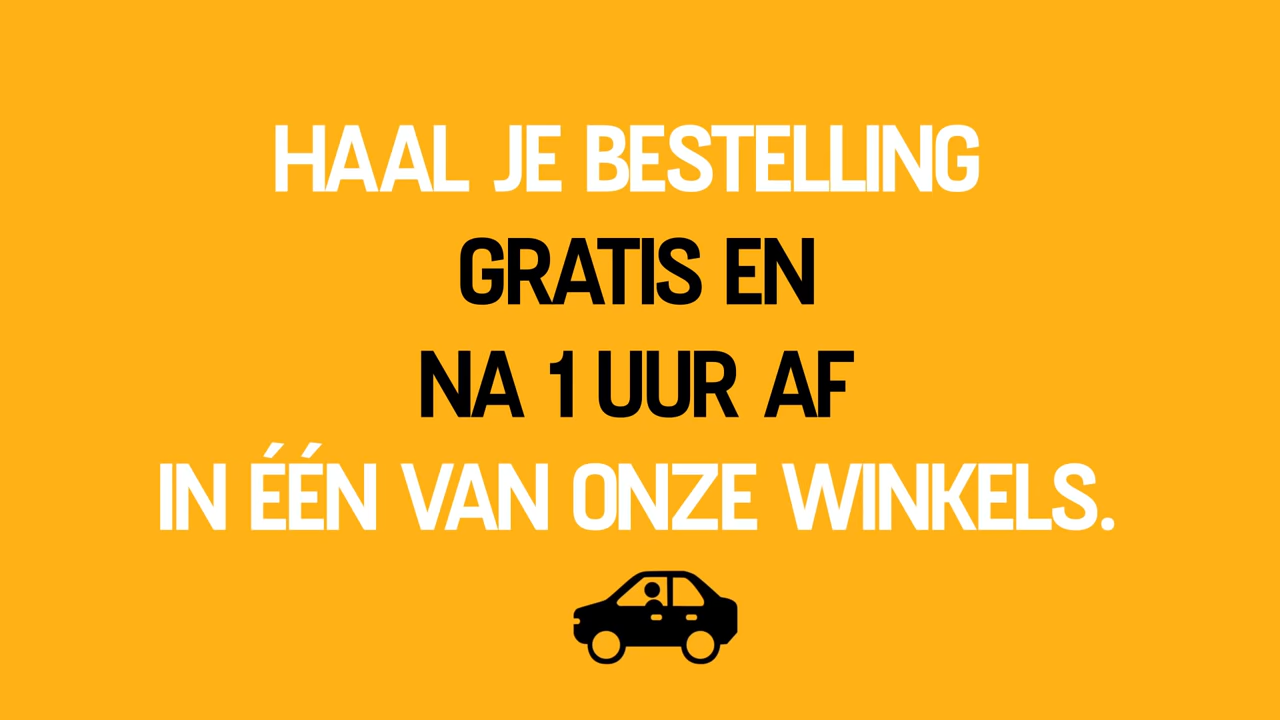 HAAL JE BESTELLING
GRATIS EN
NA 1 UUR AF
IN ÉÉN VAN ONZE WINKELS.